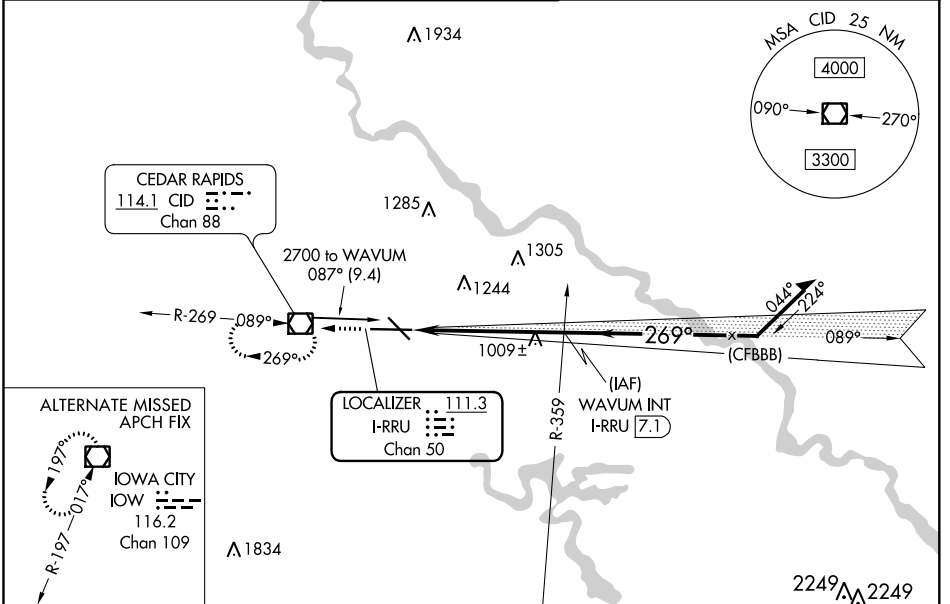 1934
MSA CID 25 NM
4000
090°
270°
3300
CEDAR RAPIDS
114.1 CID
Chan 88
1285
2700 to WAVUM
087° (9.4)
1305
1244
044°
224°
R-269
089°
269°
269°
x
089°
(CFBBB)
1009±
(IAF)
WAVUM INT
I-RRU 7.1
R-359
LOCALIZER 111.3
I-RRU
Chan 50
ALTERNATE MISSED
APCH FIX
197°
R-197
017°
IOWA CITY
IOW
116.2
Chan 109
1834
2249
2249